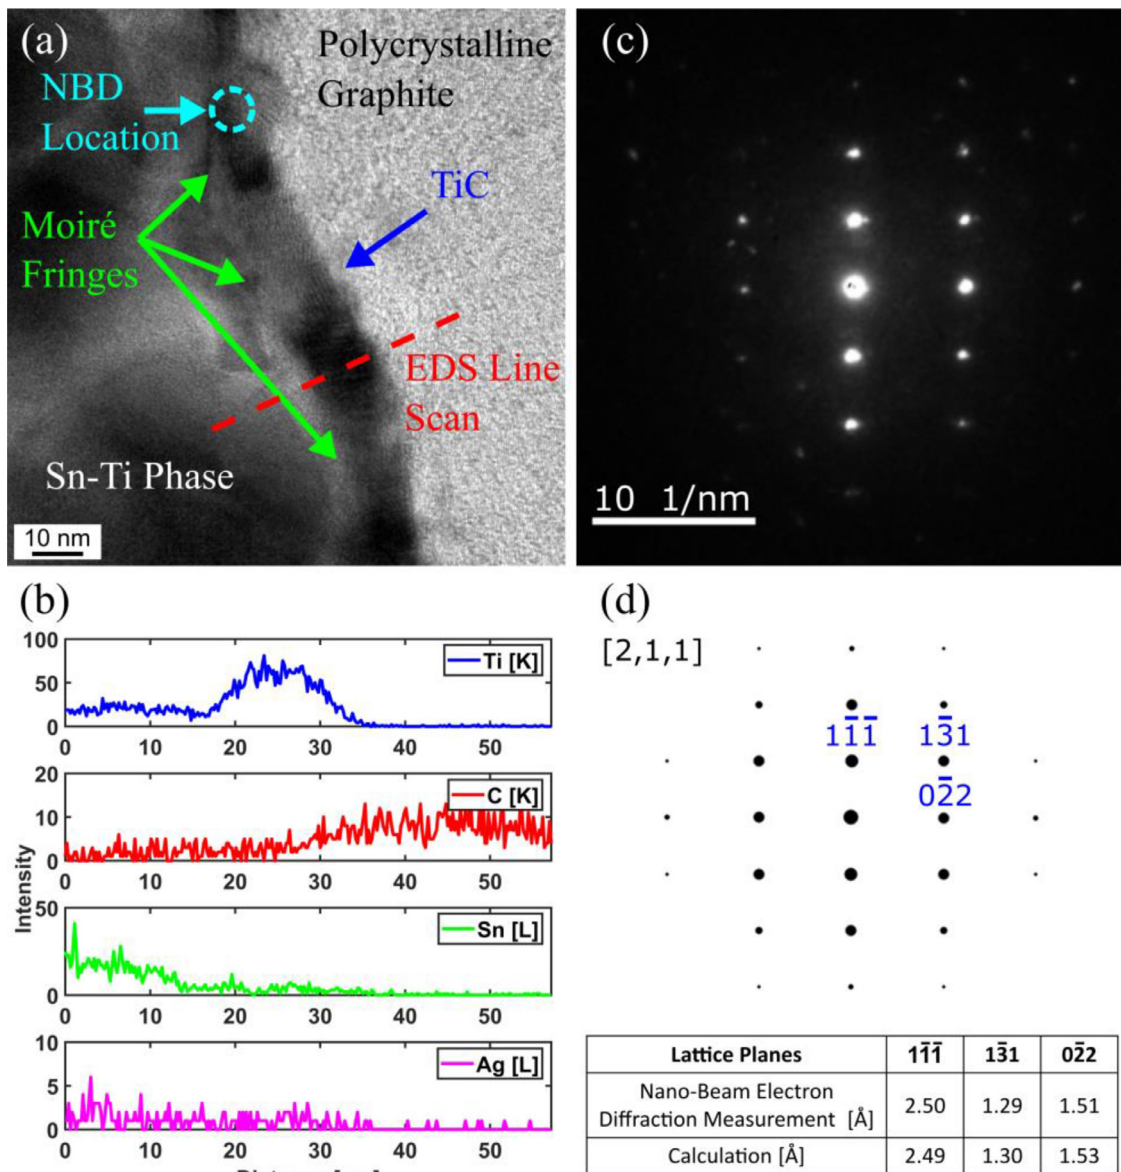 (a)
Polycrystalline
Graphite
NBD
Location
TiC
Moiré
Fringes
EDS Line
Scan
Sn-Ti Phase
10 nm
(c)
10 1/nm
(b)
Intensity
100
50
0
Ti [K]
0 10 20 30 40 50
20
10
0
C [K]
0 10 20 30 40 50
50
0
Sn [L]
0 10 20 30 40 50
10
5
0
Ag [L]
0 10 20 30 40 50
(d)
[2,1,1]
11̅1̅ 13̅1
02̅2
Lattice Planes 11̅1̅ 13̅1 02̅2
Nano-Beam Electron
Diffraction Measurement [Å] 2.50 1.29 1.51
Calculation [Å] 2.49 1.30 1.53